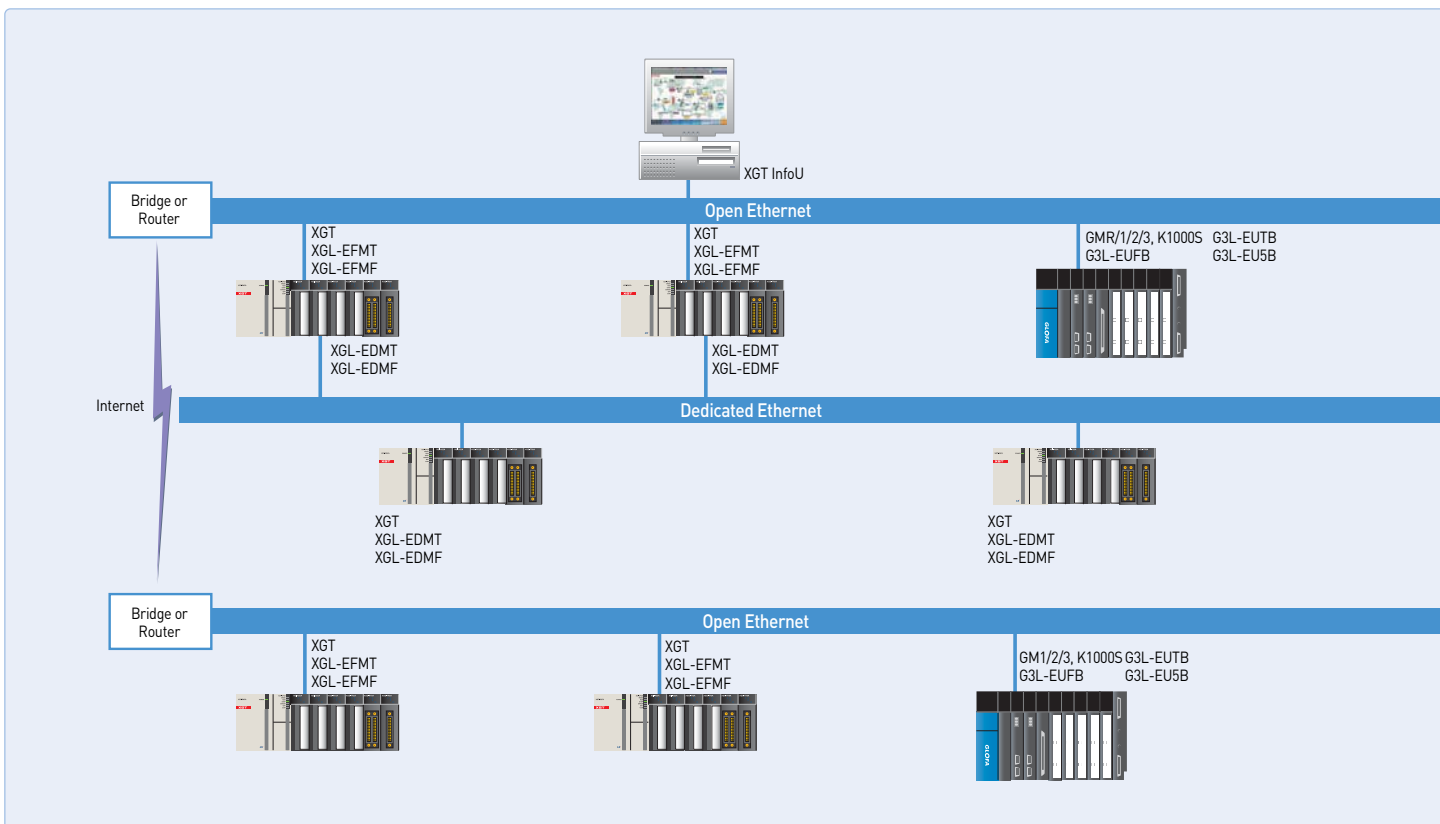 XGT InfoU
Bridge or
Router
Open Ethernet
XGT
XGL-EFMT
XGL-EFMF
XGT
XGL-EFMT
XGL-EFMF
GMR/1/2/3, K1000S G3L-EUTB
G3L-EUFB G3L-EU5B
GLOFA
XGL-EDMT
XGL-EDMF
XGL-EDMT
XGL-EDMF
Internet
Dedicated Ethernet
XGT
XGL-EDMT
XGL-EDMF
XGT
XGL-EDMT
XGL-EDMF
Bridge or
Router
Open Ethernet
XGT
XGL-EFMT
XGL-EFMF
XGT
XGL-EFMT
XGL-EFMF
GM1/2/3, K1000S G3L-EUTB
G3L-EUFB G3L-EU5B
GLOFA